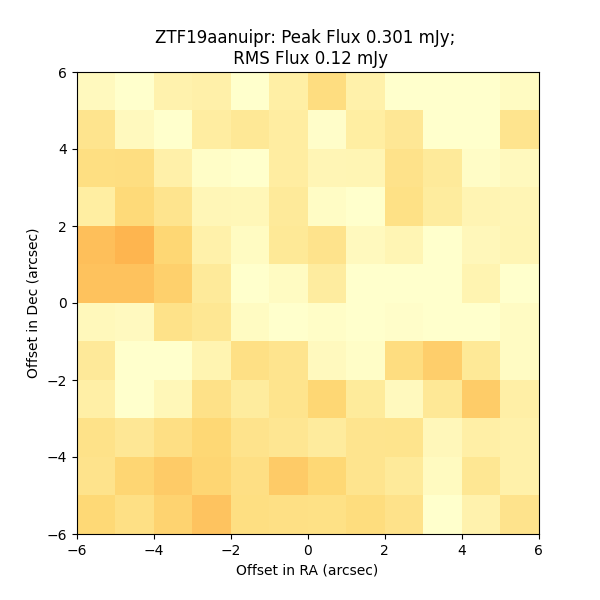 ZTF19aanuipr: Peak Flux 0.301 mJy;
RMS Flux 0.12 mJy
6
4
2
0
−2
−4
−6
Offset in Dec (arcsec)
−6 −4 −2 0 2 4 6
Offset in RA (arcsec)